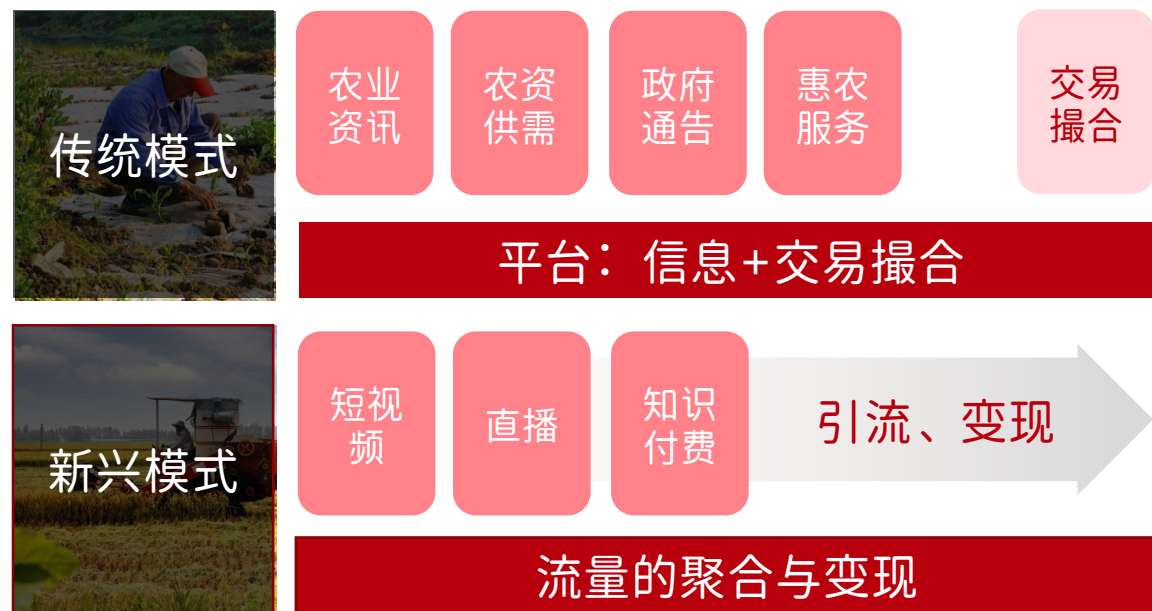 传统模式
农业
资讯
农资
供需
政府
通告
惠农
服务
交易
撮合
平台：信息+交易撮合
新兴模式
短视
频
直播
知识
付费
引流、变现
流量的聚合与变现